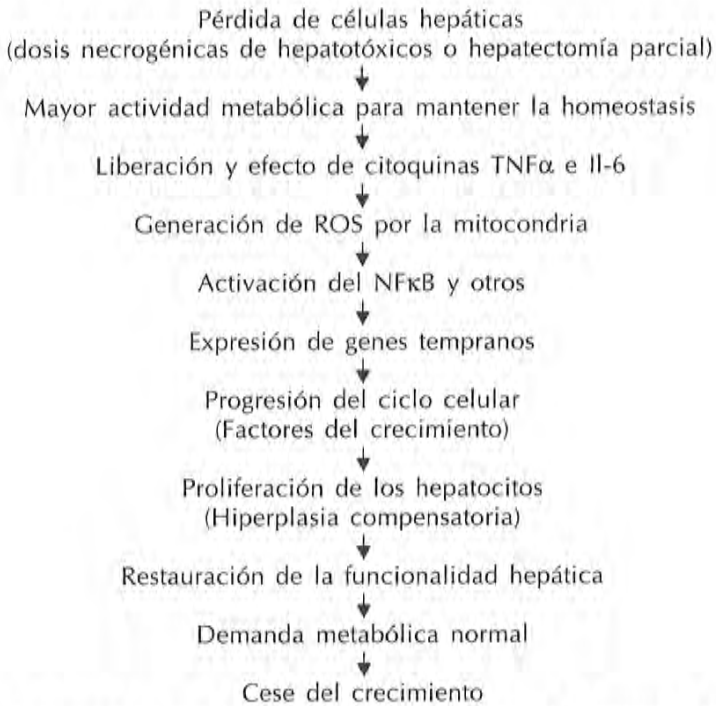 Pérdida de células hepáticas
(dosis necrogénicas de hepatotóxicos o hepatectomía parcial)
Mayor actividad metabólica para mantener la homeostasis
Liberación y efecto de citoquinas TNFα e Il-6
Generación de ROS por la mitocondria
Activación del NFκB y otros
Expresión de genes tempranos
Progresión del ciclo celular
(Factores del crecimiento)
Proliferación de los hepatocitos
(Hiperplasia compensatoria)
Restauración de la funcionalidad hepática
Demanda metabólica normal
Cese del crecimiento